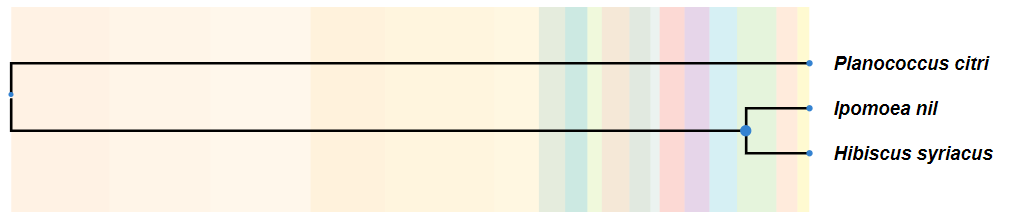 Planococcus citri
Ipomoea nil
Hibiscus syriacus